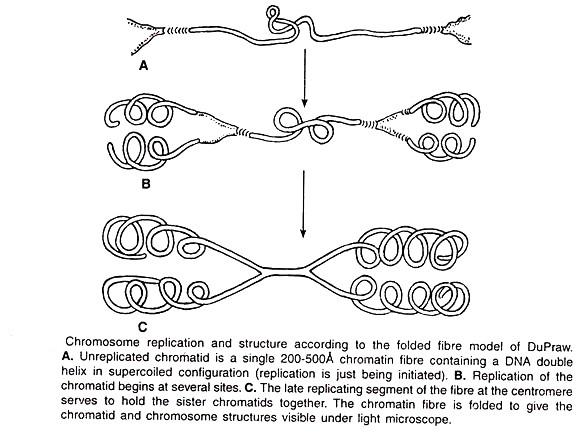 A
B
C
Chromosome replication and structure according to the folded fibre model of DuPraw.
A. Unreplicated chromatid is a single 200-500Å chromatin fibre containing a DNA double
helix in supercoiled configuration (replication is just being initiated). B. Replication of the
chromatid begins at several sites. C. The late replicating segment of the fibre at the centromere
serves to hold the sister chromatids together. The chromatin fibre is folded to give the
chromatid and chromosome structures visible under light microscope.